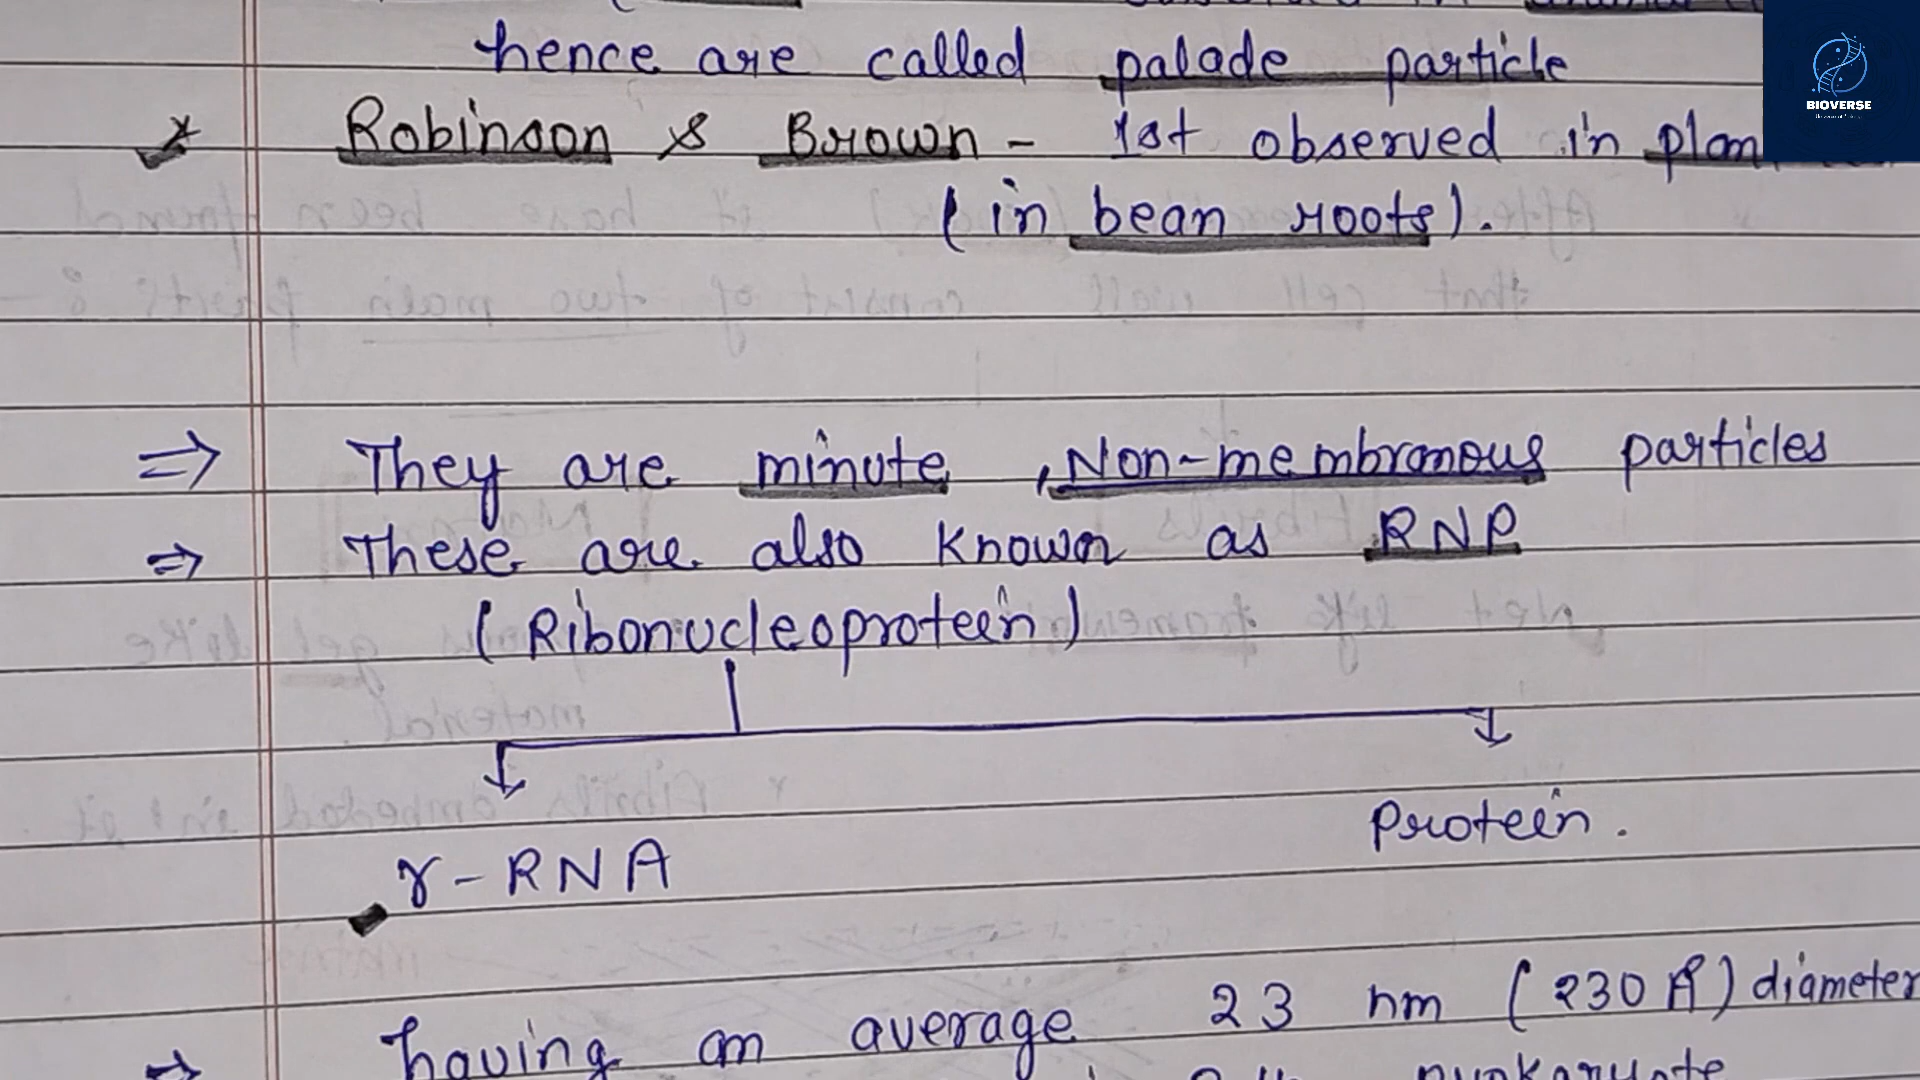 hence are called palade particle
BIOVERSE
Robinson & Brown - 1st observed in plan
(in bean roots).
⇒ They are minute, Non-membranous particles
⇒ These are also Known as RNP
(Ribonucleoprotein)
r-RNA
Protein.
⇒ having an average 23 nm (230 Å) diameter